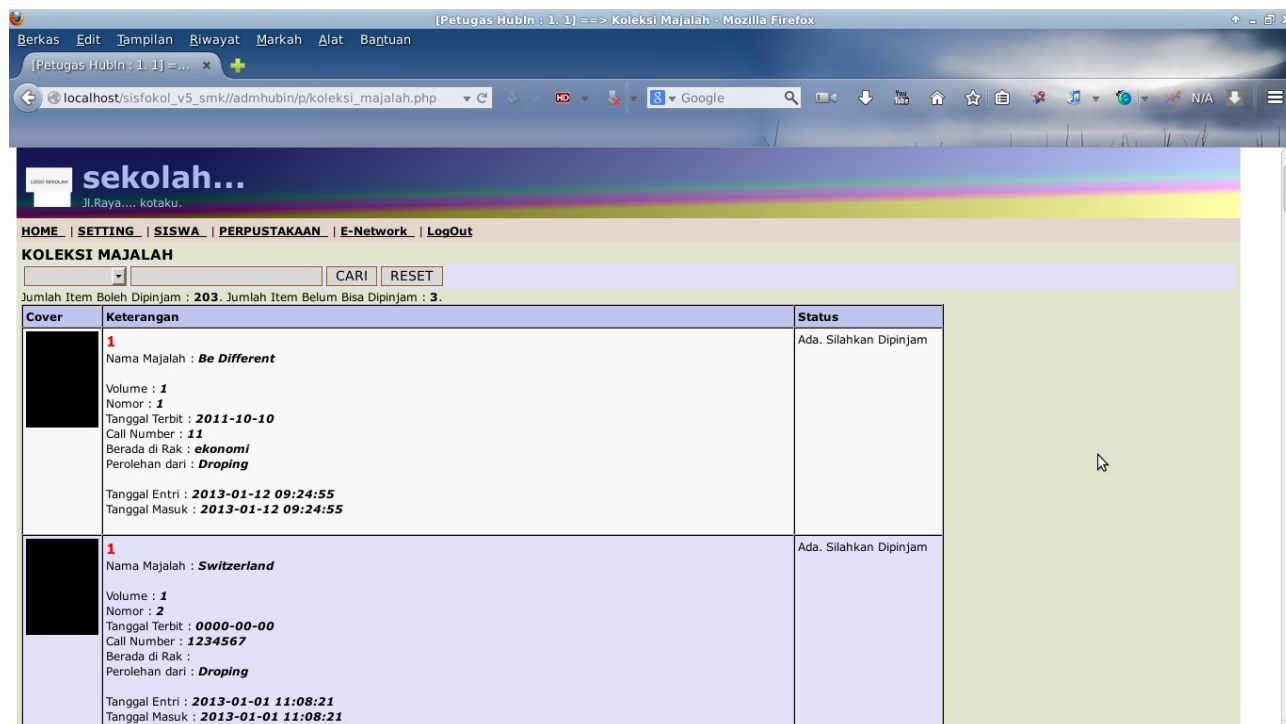 [Petugas HubIn : 1. 1] ==> Koleksi Majalah - Mozilla Firefox
Berkas Edit Tampilan Riwayat Markah Alat Bantuan
[Petugas HubIn : 1. 1] =...
localhost/sisfokol_v5_smk//admhubin/p/koleksi_majalah.php HD 8 Google You Tube N/A
LOGO SEKOLAH
sekolah...
Jl.Raya.... kotaku.
HOME | SETTING | SISWA | PERPUSTAKAAN | E-Network | LogOut
KOLEKSI MAJALAH
CARI RESET
Jumlah Item Boleh Dipinjam : 203. Jumlah Item Belum Bisa Dipinjam : 3.
Cover Keterangan Status
1 Ada. Silahkan Dipinjam
Nama Majalah : Be Different
Volume : 1
Nomor : 1
Tanggal Terbit : 2011-10-10
Call Number : 11
Berada di Rak : ekonomi
Perolehan dari : Droping
Tanggal Entri : 2013-01-12 09:24:55
Tanggal Masuk : 2013-01-12 09:24:55
1 Ada. Silahkan Dipinjam
Nama Majalah : Switzerland
Volume : 1
Nomor : 2
Tanggal Terbit : 0000-00-00
Call Number : 1234567
Berada di Rak :
Perolehan dari : Droping
Tanggal Entri : 2013-01-01 11:08:21
Tanggal Masuk : 2013-01-01 11:08:21